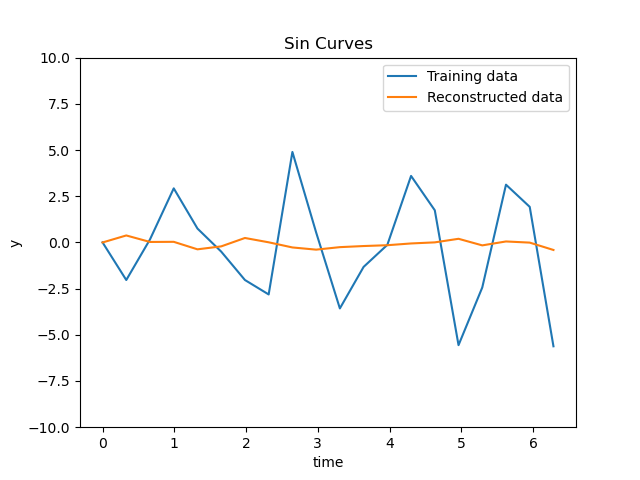 Sin Curves
Training data
Reconstructed data
10.0
7.5
5.0
2.5
0.0
−2.5
−5.0
−7.5
−10.0
y
0 1 2 3 4 5 6
time